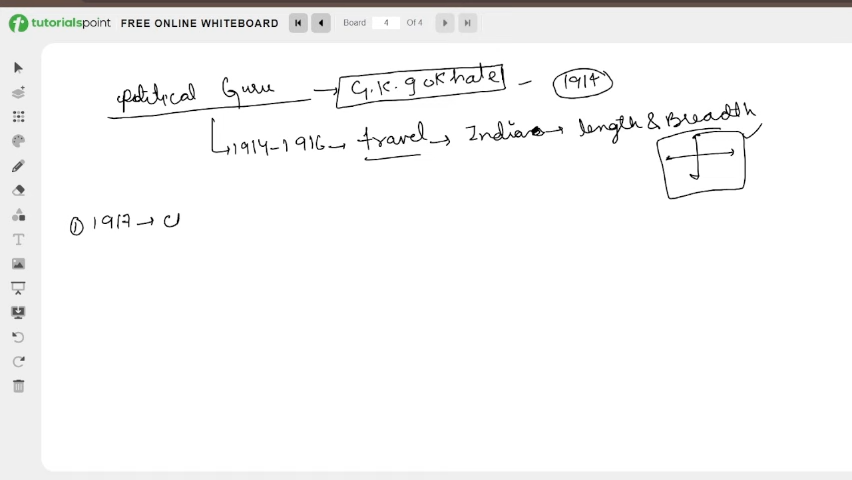 tutorialspoint FREE ONLINE WHITEBOARD Board 4 Of 4
political Guru → G.K. gokhale - 1914
→ 1914-1916 → travel → India → length & Breadth
① 1917 → C